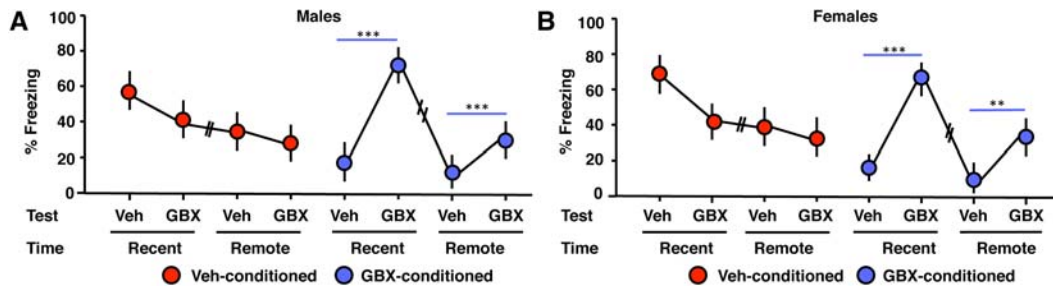 A
Males
% Freezing
100
80
60
40
20
0
***
***
Test Veh GBX Veh GBX Veh GBX Veh GBX
Time Recent Remote Recent Remote
Veh-conditioned GBX-conditioned
B
Females
% Freezing
100
80
60
40
20
0
***
**
Test Veh GBX Veh GBX Veh GBX Veh GBX
Time Recent Remote Recent Remote
Veh-conditioned GBX-conditioned